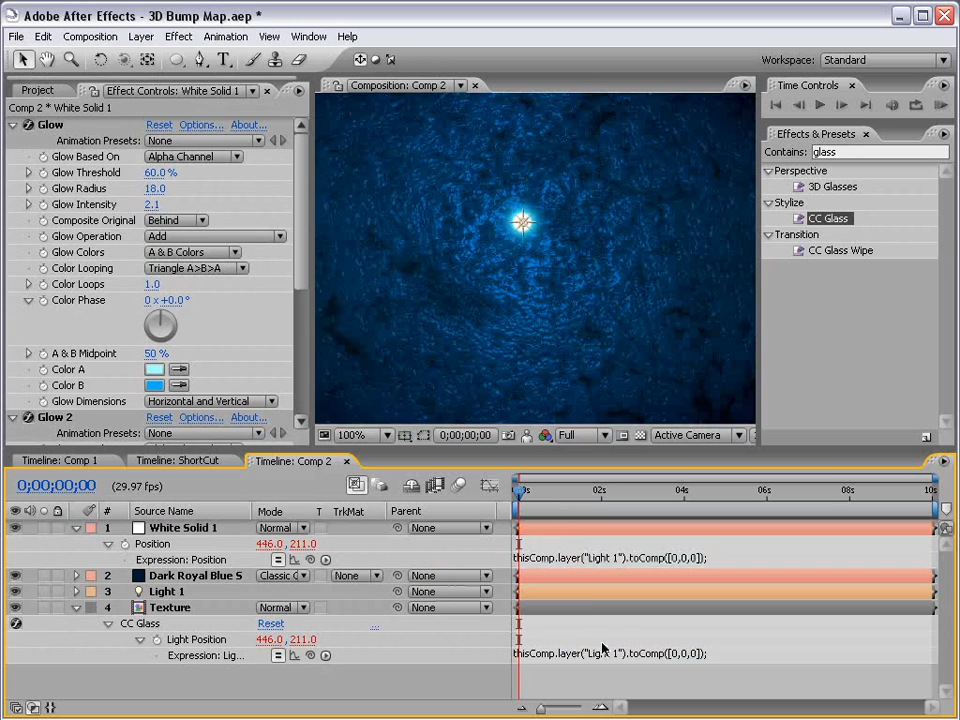 Adobe After Effects - 3D Bump Map.aep *
File Edit Composition Layer Effect Animation View Window Help
Workspace: Standard
Project Effect Controls: White Solid 1
Comp 2 * White Solid 1
Glow Reset Options... About...
Animation Presets: None
Glow Based On Alpha Channel
Glow Threshold 60.0 %
Glow Radius 18.0
Glow Intensity 2.1
Composite Original Behind
Glow Operation Add
Glow Colors A & B Colors
Color Looping Triangle A>B>A
Color Loops 1.0
Color Phase 0 x+0.0°
A & B Midpoint 50 %
Color A
Color B
Glow Dimensions Horizontal and Vertical
Glow 2 Reset Options... About...
Animation Presets: None
Composition: Comp 2
100% 0;00;00;00 Full Active Camera
Time Controls
Effects & Presets
Contains: glass
Perspective
3D Glasses
Stylize
CC Glass
Transition
CC Glass Wipe
Timeline: Comp 1 Timeline: ShortCut Timeline: Comp 2
0;00;00;00 (29.97 fps)
02s 04s 06s 08s 10s
# Source Name Mode T TrkMat Parent
1 White Solid 1 Normal None
Position 446.0, 211.0
Expression: Position thisComp.layer("Light 1").toComp([0,0,0]);
2 Dark Royal Blue S Classic None None
3 Light 1 None
4 Texture Normal None
CC Glass Reset ...
Light Position 446.0, 211.0
Expression: Lig... thisComp.layer("Light 1").toComp([0,0,0]);